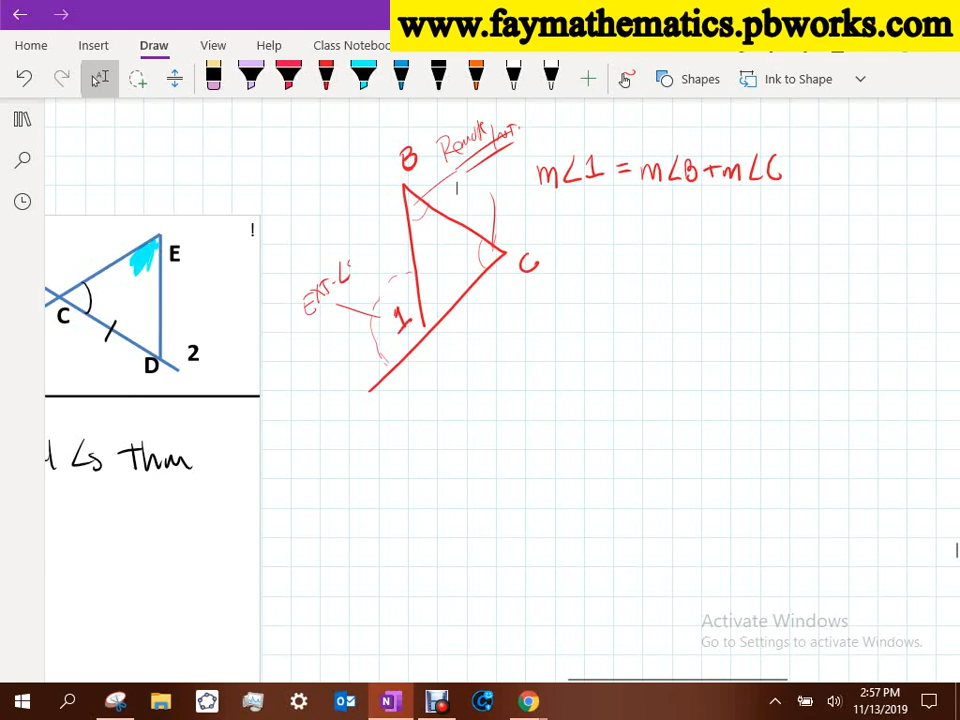 www.faymathematics.pbworks.com
Home Insert Draw View Help Class Notebo
Shapes Ink to Shape
B
Remote Int.
m∠1 = m∠B + m∠C
!
E
C
EXT. ∠
C
1
2
D
∠s Thm
Activate Windows
Go to Settings to activate Windows.
2:57 PM
11/13/2019